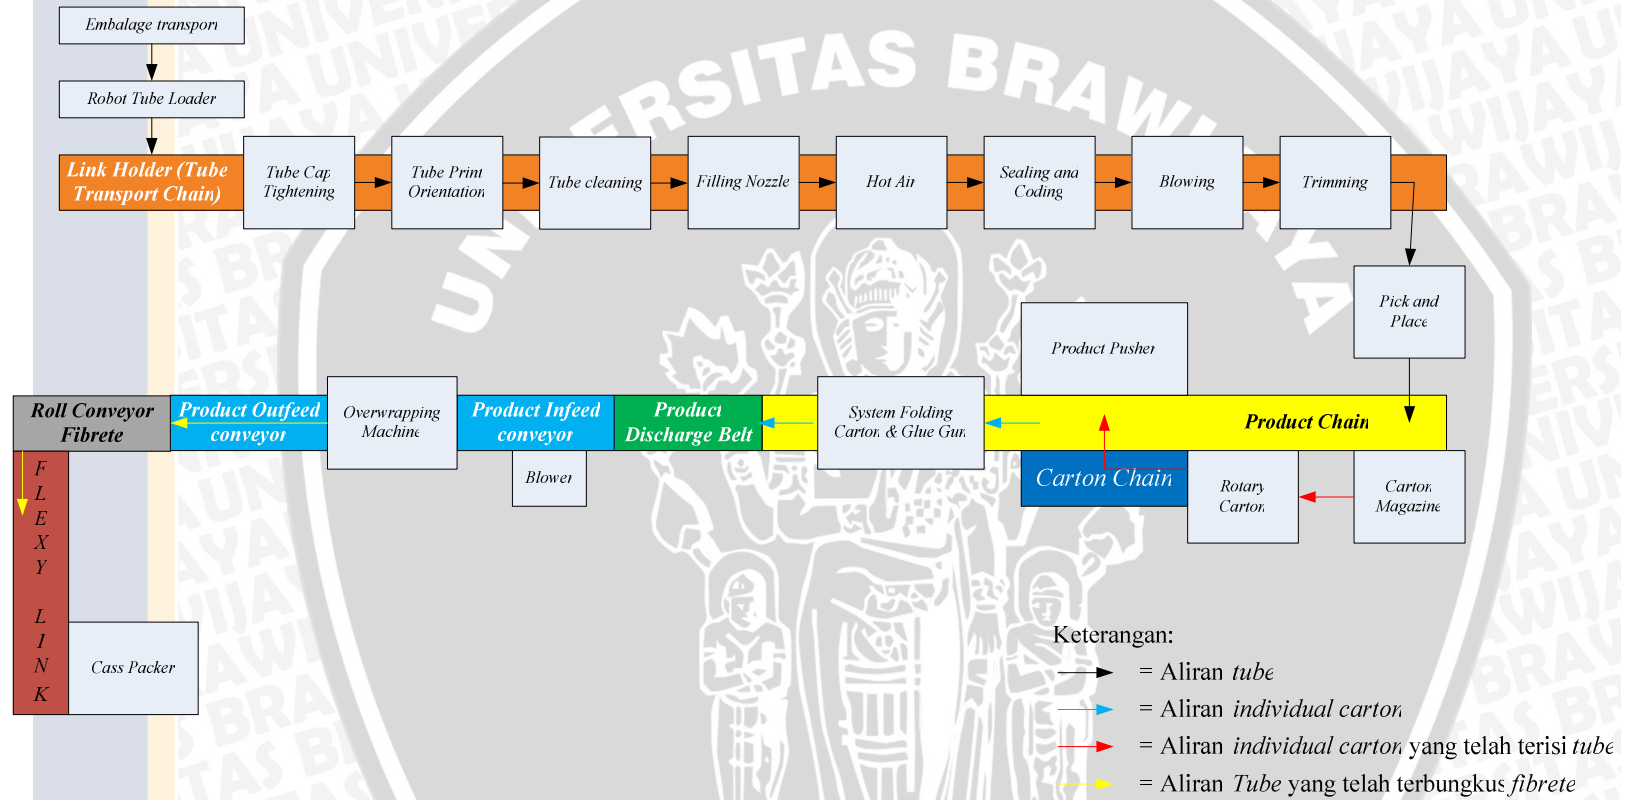 Embalage transport
Robot Tube Loader
Link Holder (Tube
Transport Chain)
Tube Cap
Tightening
Tube Print
Orientation
Tube cleaning
Filling Nozzle
Hot Air
Sealing and
Coding
Blowing
Trimming
Pick and
Place
Product Pusher
Roll Conveyor
Fibrete
Product Outfeed
conveyor
Overwrapping
Machine
Product Infeed
conveyor
Product
Discharge Belt
System Folding
Carton & Glue Gun
Product Chain
Blower
Carton Chain
Rotary
Carton
Carton
Magazine
F
L
E
X
Y
L
I
N
K
Cass Packer
Keterangan:
= Aliran tube
= Aliran individual carton
= Aliran individual carton yang telah terisi tube
= Aliran Tube yang telah terbungkus fibrete
UNIVERSITAS BRAWIJAYA